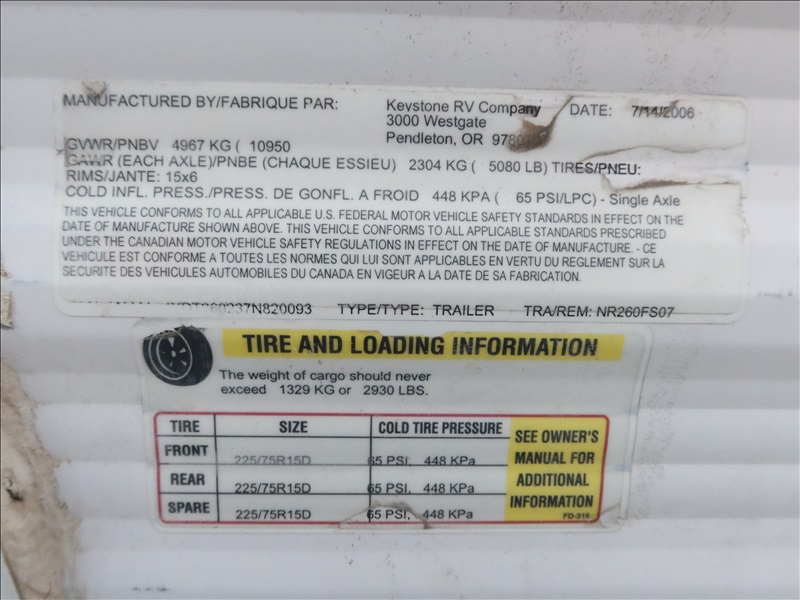 MANUFACTURED BY/FABRIQUE PAR: Keystone RV Company DATE: 7/14/2006
3000 Westgate
Pendleton, OR
GVWR/PNBV 4967 KG ( 10950
GAWR (EACH AXLE)/PNBE (CHAQUE ESSIEU) 2304 KG ( 5080 LB) TIRES/PNEU:
RIMS/JANTE: 15x6
COLD INFL. PRESS./PRESS. DE GONFL. A FROID 448 KPA ( 65 PSI/LPC) - Single Axle
THIS VEHICLE CONFORMS TO ALL APPLICABLE U.S. FEDERAL MOTOR VEHICLE SAFETY STANDARDS IN EFFECT ON THE
DATE OF MANUFACTURE SHOWN ABOVE. THIS VEHICLE CONFORMS TO ALL APPLICABLE STANDARDS PRESCRIBED
UNDER THE CANADIAN MOTOR VEHICLE SAFETY REGULATIONS IN EFFECT ON THE DATE OF MANUFACTURE. - CE
VEHICULE EST CONFORME A TOUTES LES NORMES QUI LUI SONT APPLICABLES EN VERTU DU REGLEMENT SUR LA
SECURITE DES VEHICULES AUTOMOBILES DU CANADA EN VIGEUR A LA DATE DE SA FABRICATION.
TYPE/TYPE: TRAILER TRA/REM: NR260FS07
TIRE AND LOADING INFORMATION
The weight of cargo should never
exceed 1329 KG or 2930 LBS.
TIRE SIZE COLD TIRE PRESSURE
FRONT 225/75R15D 65 PSI, 448 KPa
REAR 225/75R15D 65 PSI, 448 KPa
SPARE 225/75R15D 65 PSI, 448 KPa
SEE OWNER'S
MANUAL FOR
ADDITIONAL
INFORMATION
FD-316